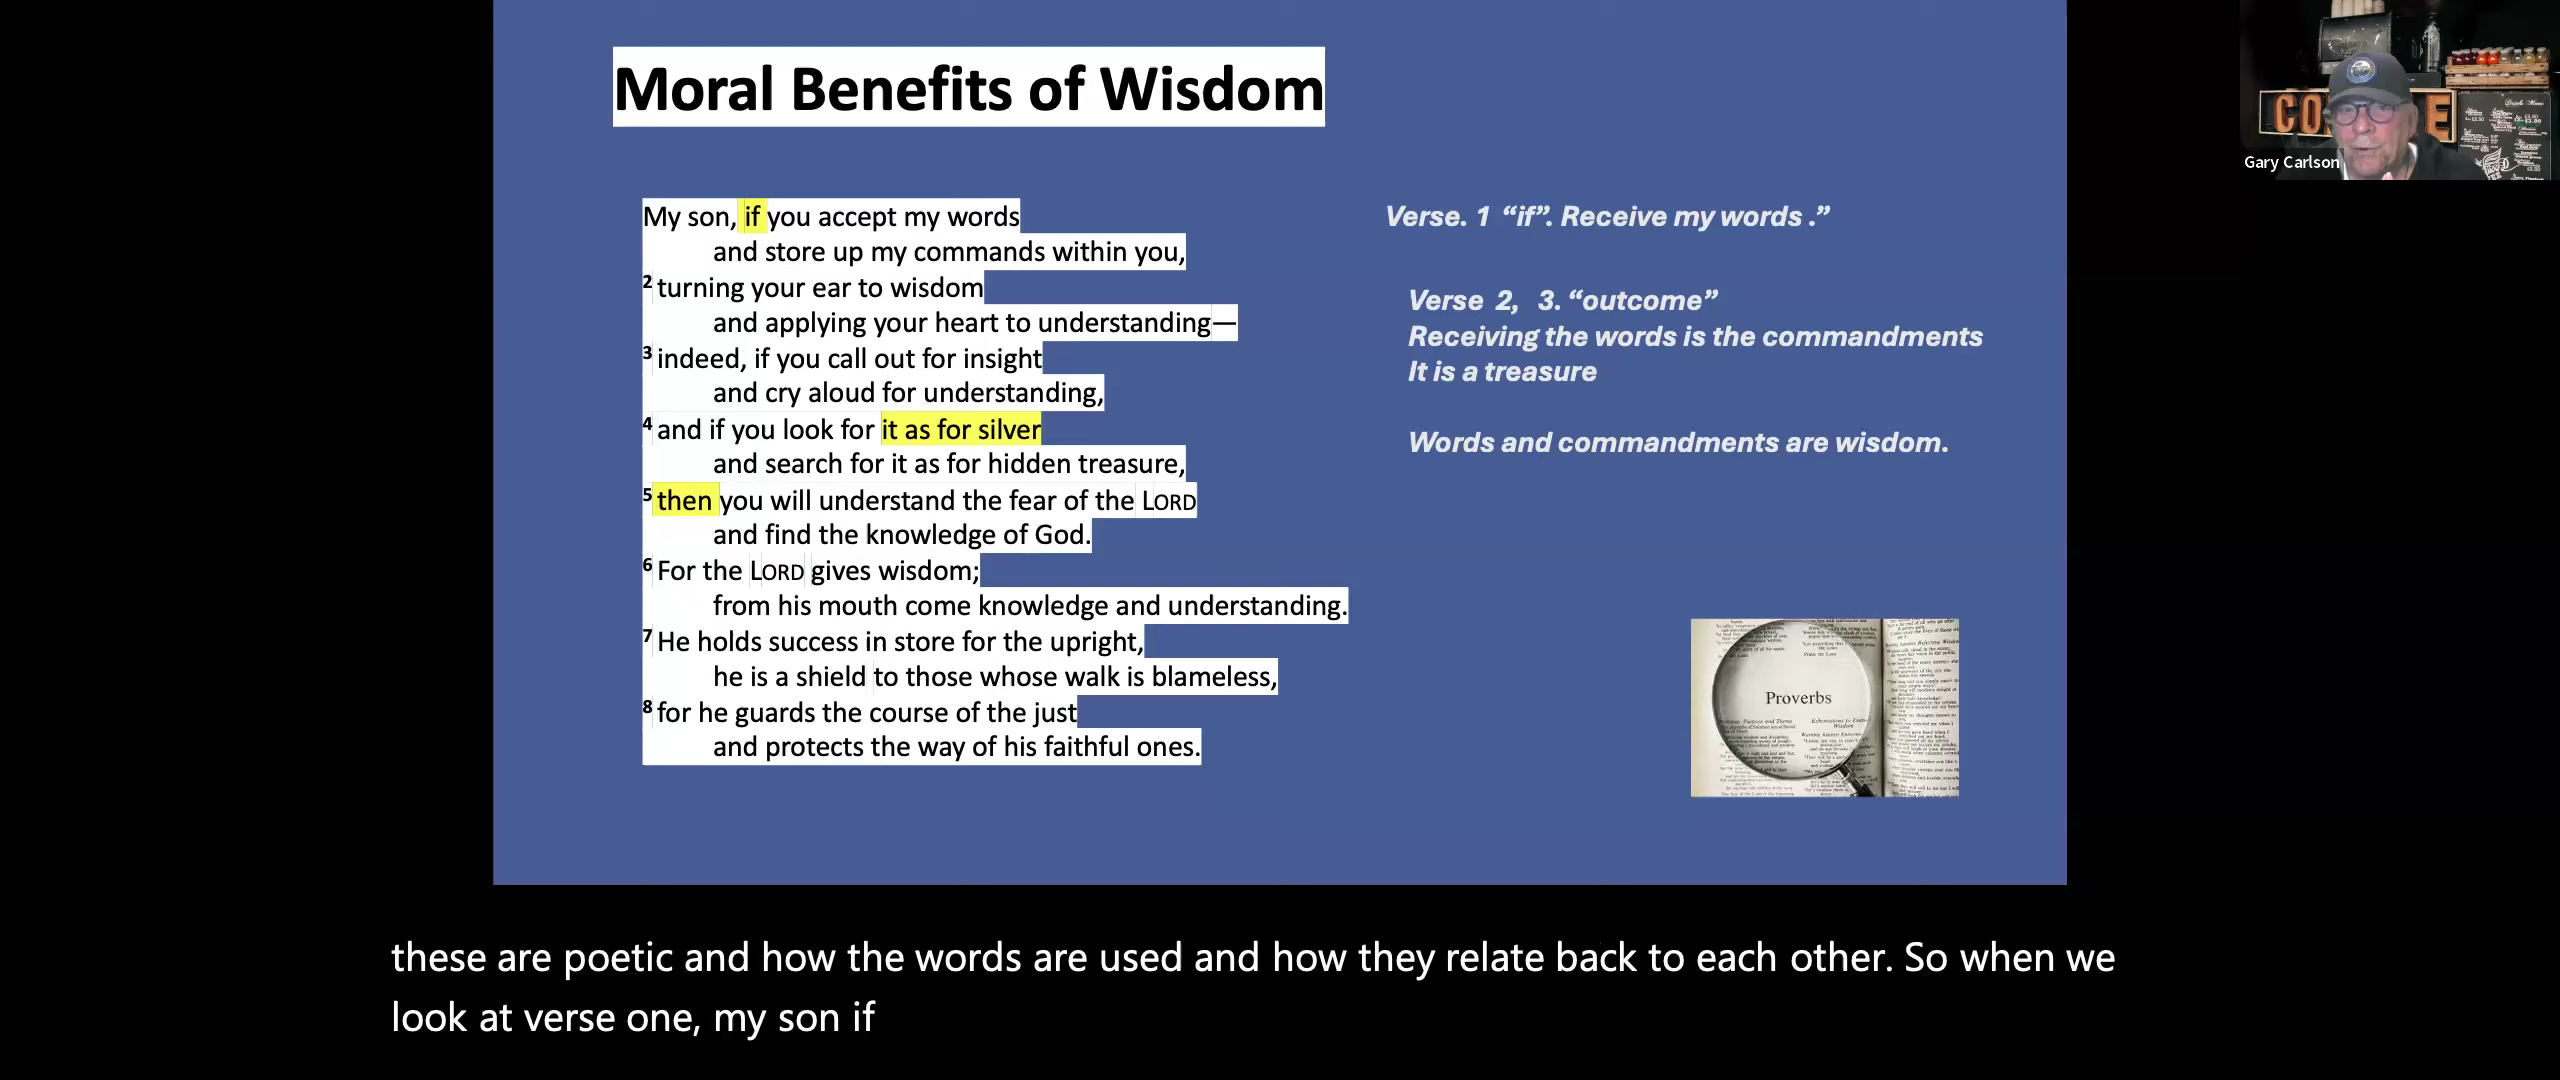 Moral Benefits of Wisdom
My son, if you accept my words
and store up my commands within you,
2 turning your ear to wisdom
and applying your heart to understanding—
3 indeed, if you call out for insight
and cry aloud for understanding,
4 and if you look for it as for silver
and search for it as for hidden treasure,
5 then you will understand the fear of the LORD
and find the knowledge of God.
6 For the LORD gives wisdom;
from his mouth come knowledge and understanding.
7 He holds success in store for the upright,
he is a shield to those whose walk is blameless,
8 for he guards the course of the just
and protects the way of his faithful ones.
Verse. 1 “if”. Receive my words .”
Verse 2, 3. “outcome”
Receiving the words is the commandments
It is a treasure
Words and commandments are wisdom.
Proverbs
Gary Carlson
these are poetic and how the words are used and how they relate back to each other. So when we
look at verse one, my son if